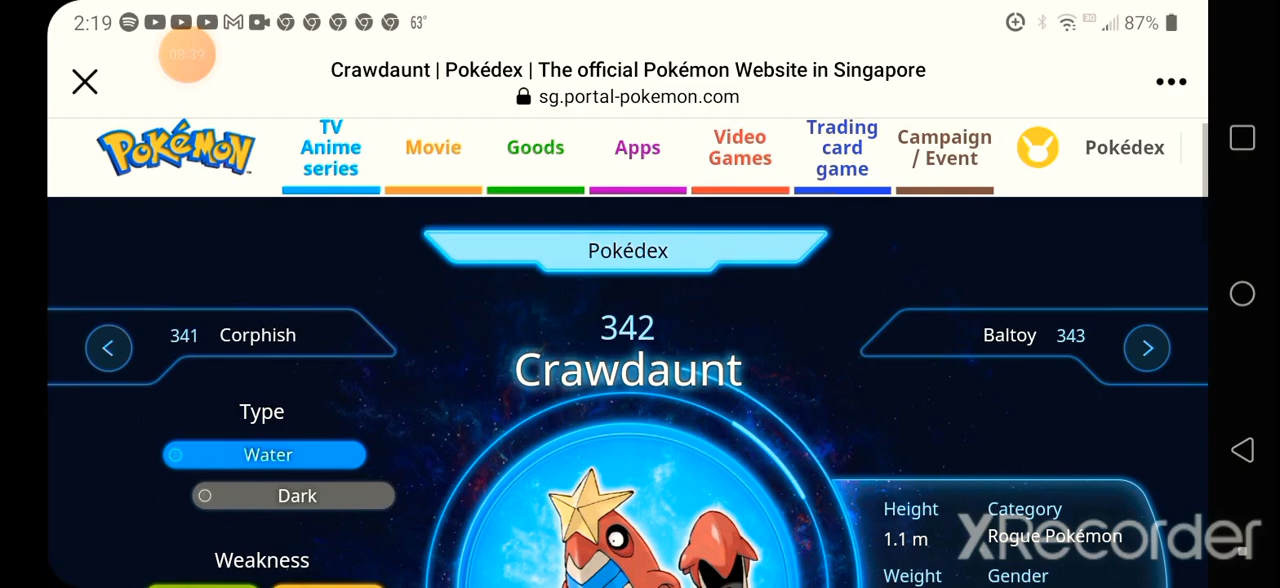 2:19
63°
87%
08:39
Crawdaunt | Pokédex | The official Pokémon Website in Singapore
sg.portal-pokemon.com
POKéMON
TV
Anime
series
Movie
Goods
Apps
Video
Games
Trading
card
game
Campaign
/ Event
Pokédex
Pokédex
341 Corphish
342
Crawdaunt
Baltoy 343
Type
Water
Dark
Weakness
Height
1.1 m
Category
Rogue Pokémon
Weight
Gender
XRecorder